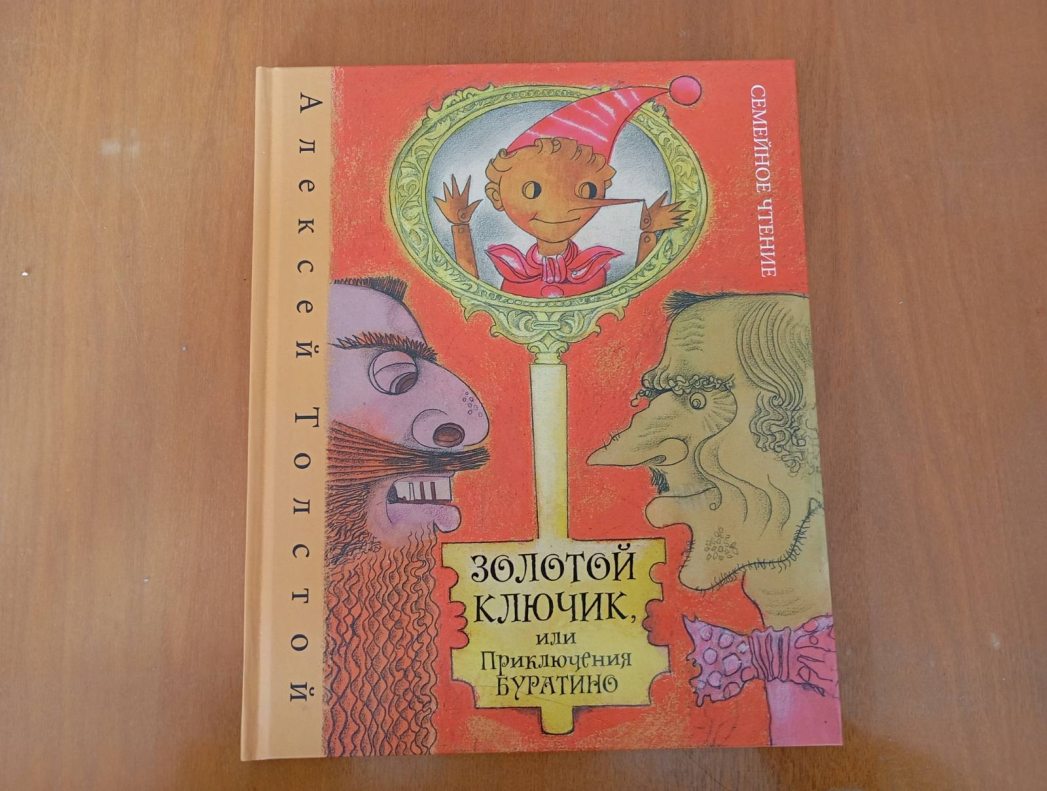 Алексей Толстой
СЕМЕЙНОЕ ЧТЕНИЕ
ЗОЛОТОЙ
КЛЮЧИК,
или
Приключения
БУРАТИНО